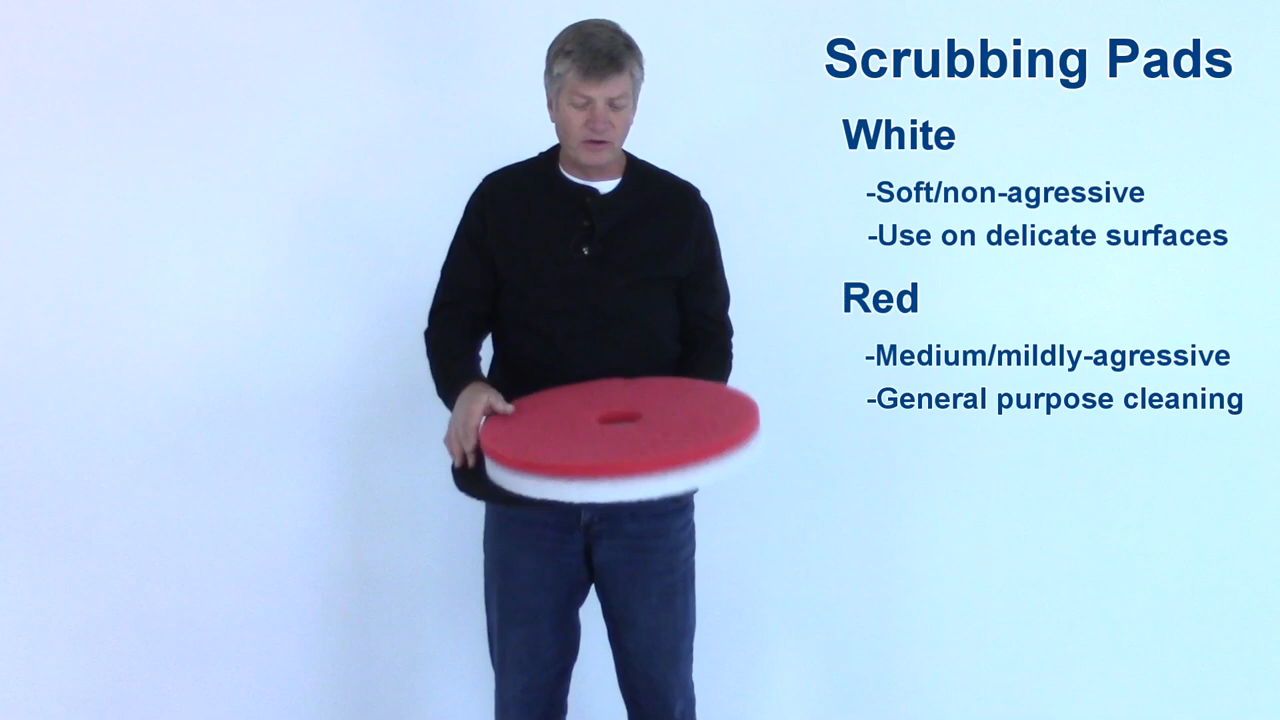 Scrubbing Pads
White
-Soft/non-agressive
-Use on delicate surfaces
Red
-Medium/mildly-agressive
-General purpose cleaning